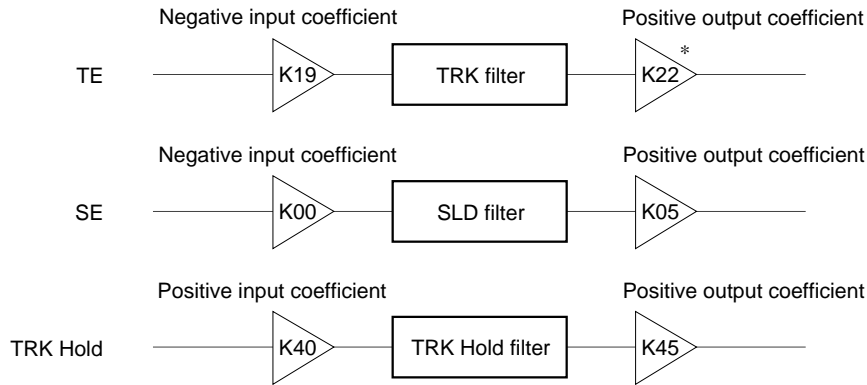 Negative input coefficient
Positive output coefficient
TE
K19
TRK filter
K22
*
Negative input coefficient
Positive output coefficient
SE
K00
SLD filter
K05
Positive input coefficient
Positive output coefficient
TRK Hold
K40
TRK Hold filter
K45